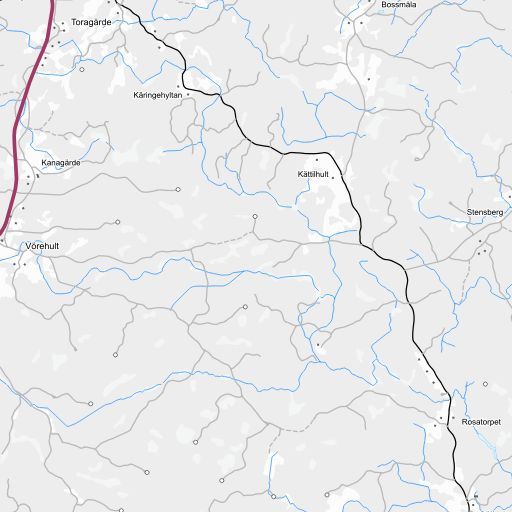 Bossmåla
Toragärde
Käringehyltan
Kanagärde
Kättilhult
Stensberg
Vörehult
Rosatorpet